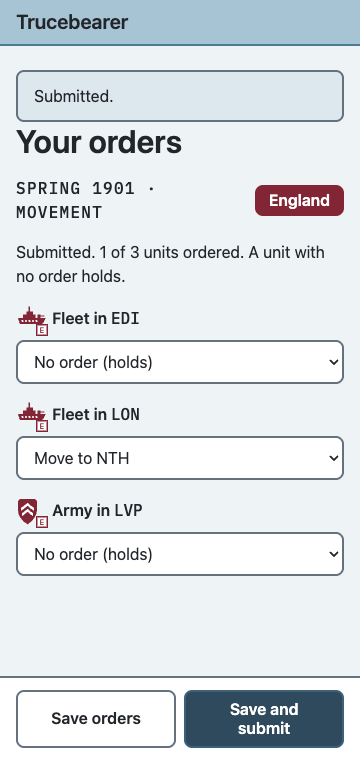 Trucebearer
Submitted.
Your orders
SPRING 1901 ·
MOVEMENT
England
Submitted. 1 of 3 units ordered. A unit with
no order holds.
E
Fleet in EDI
No order (holds)
E
Fleet in LON
Move to NTH
E
Army in LVP
No order (holds)
Save orders
Save and
submit